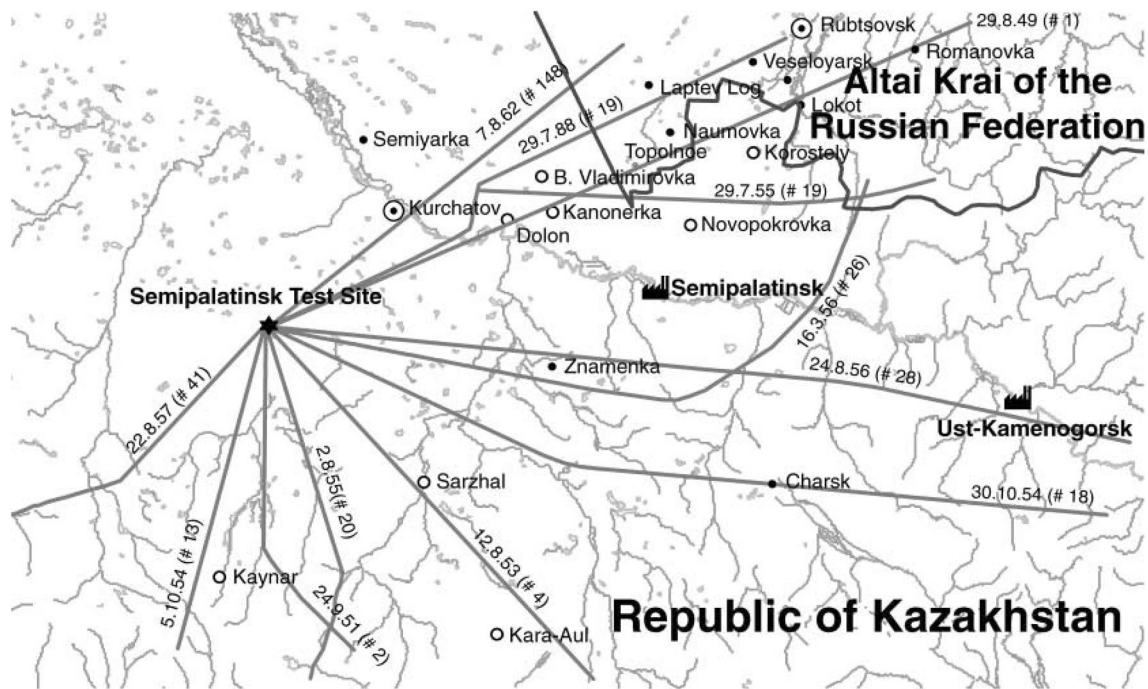 Rubtsovsk
29.8.49 (# 1)
Romanovka
Veseloyarsk
Altai Krai of the
Russian Federation
Laptev Log
Lokot
7.8.62 (# 148)
29.7.88 (# 19)
Semiyarka
Naumovka
Topolnoe
Korostely
B. Vladimirovka
29.7.55 (# 19)
Kurchatov
Kanonerka
Dolon
Novopokrovka
Semipalatinsk Test Site
Semipalatinsk
16.3.56 (# 26)
Znamenka
24.8.56 (# 28)
Ust-Kamenogorsk
22.8.57 (# 41)
2.8.55(# 20)
Sarzhal
Charsk
30.10.54 (# 18)
5.10.54 (# 13)
Kaynar
12.8.53 (# 4)
24.9.51 (# 2)
Kara-Aul
Republic of Kazakhstan